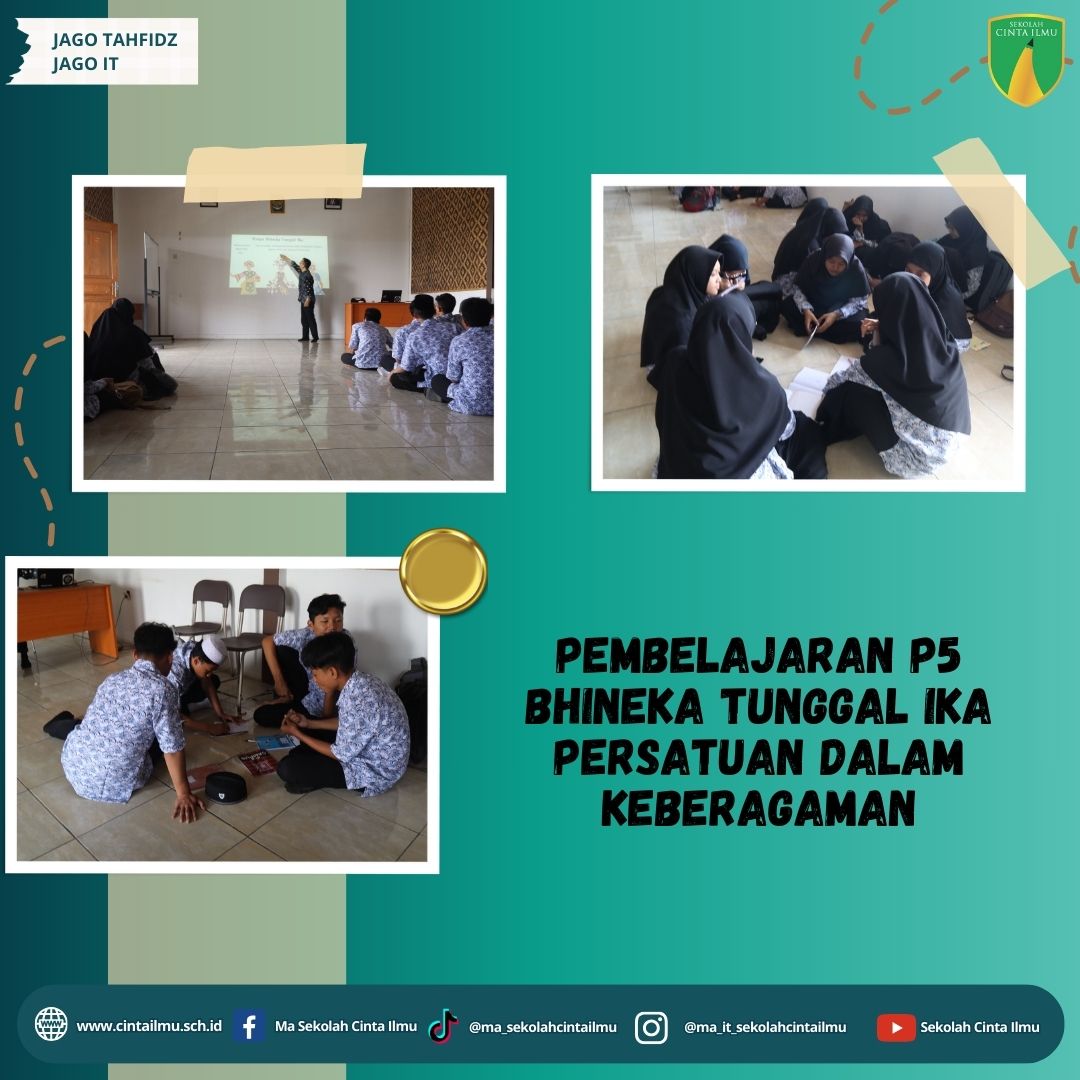 JAGO TAHFIDZ
JAGO IT
SEKOLAH
CINTA ILMU
PEMBELAJARAN P5
BHINEKA TUNGGAL IKA
PERSATUAN DALAM
KEBERAGAMAN
www.cintailmu.sch.id
Ma Sekolah Cinta Ilmu
@ma_sekolahcintailmu
@ma_it_sekolahcintailmu
Sekolah Cinta Ilmu